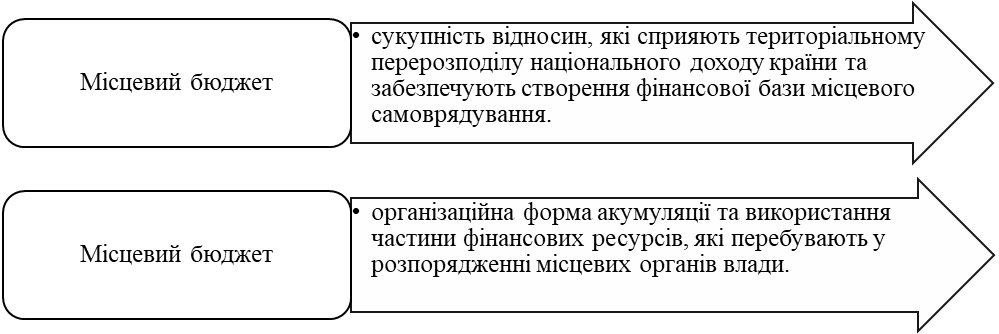 Місцевий бюджет
• сукупність відносин, які сприяють територіальному
перерозподілу національного доходу країни та
забезпечують створення фінансової бази місцевого
самоврядування.
Місцевий бюджет
• організаційна форма акумуляції та використання
частини фінансових ресурсів, які перебувають у
розпорядженні місцевих органів влади.